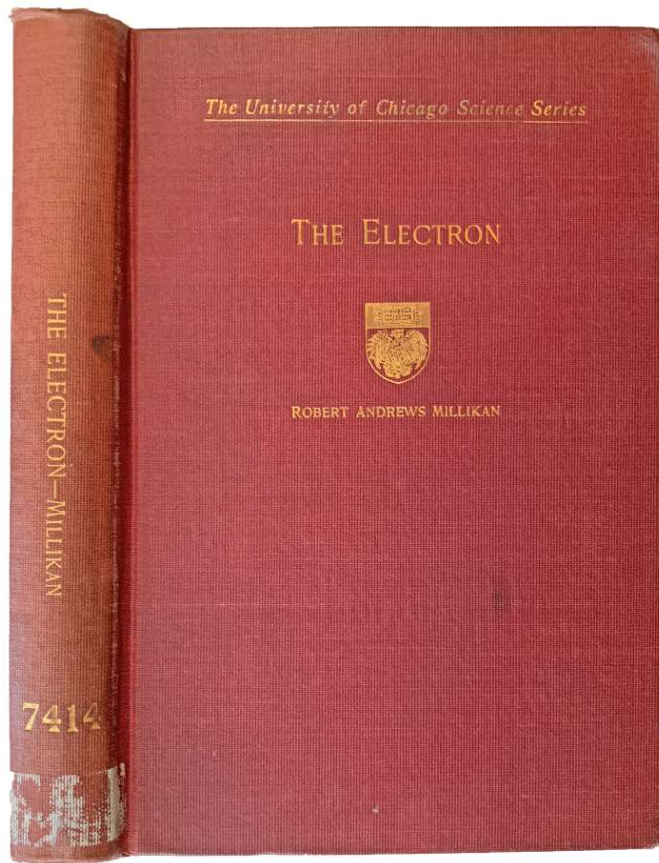 The University of Chicago Science Series
THE ELECTRON
ROBERT ANDREWS MILLIKAN
THE ELECTRON—MILLIKAN
7414